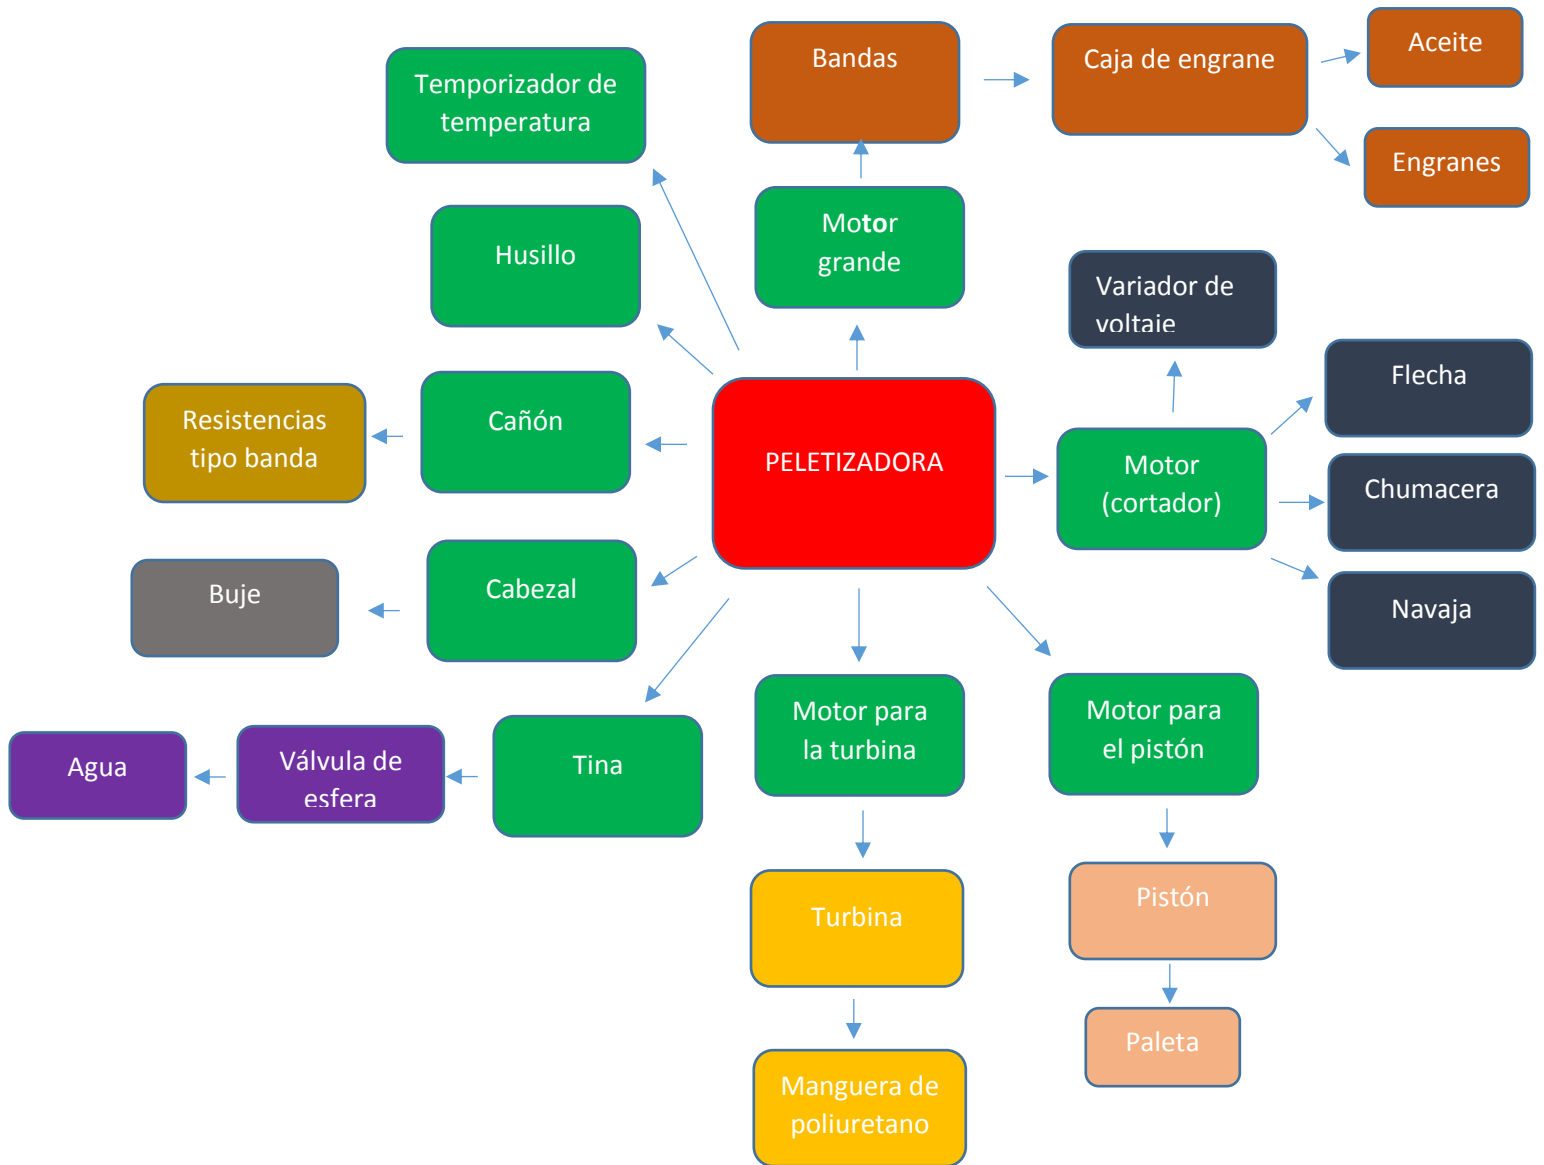 Bandas
Caja de engrane
Aceite
Engranes
Temporizador de
temperatura
Motor
grande
Husillo
Variador de
voltaje
Flecha
Resistencias
tipo banda
Cañón
PELETIZADORA
Motor
(cortador)
Chumacera
Navaja
Buje
Cabezal
Motor para
la turbina
Motor para
el pistón
Agua
Válvula de
esfera
Tina
Turbina
Pistón
Paleta
Manguera de
poliuretano